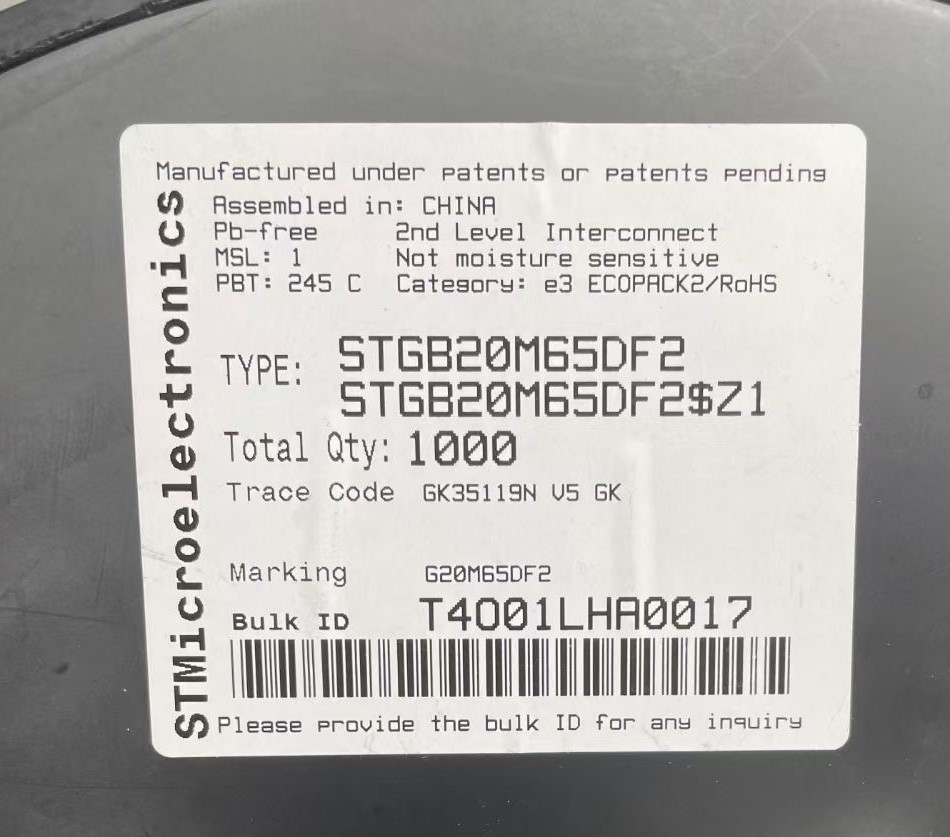 Manufactured under patents or patents pending
STMicroelectronics
Assembled in: CHINA
Pb-free 2nd Level Interconnect
MSL: 1 Not moisture sensitive
PBT: 245 C Category: e3 ECOPACK2/RoHS
TYPE: STGB20M65DF2
STGB20M65DF2$Z1
Total Qty: 1000
Trace Code GK35119N V5 GK
Marking G20M65DF2
Bulk ID T4O01LHA0017
Please provide the bulk ID for any inquiry